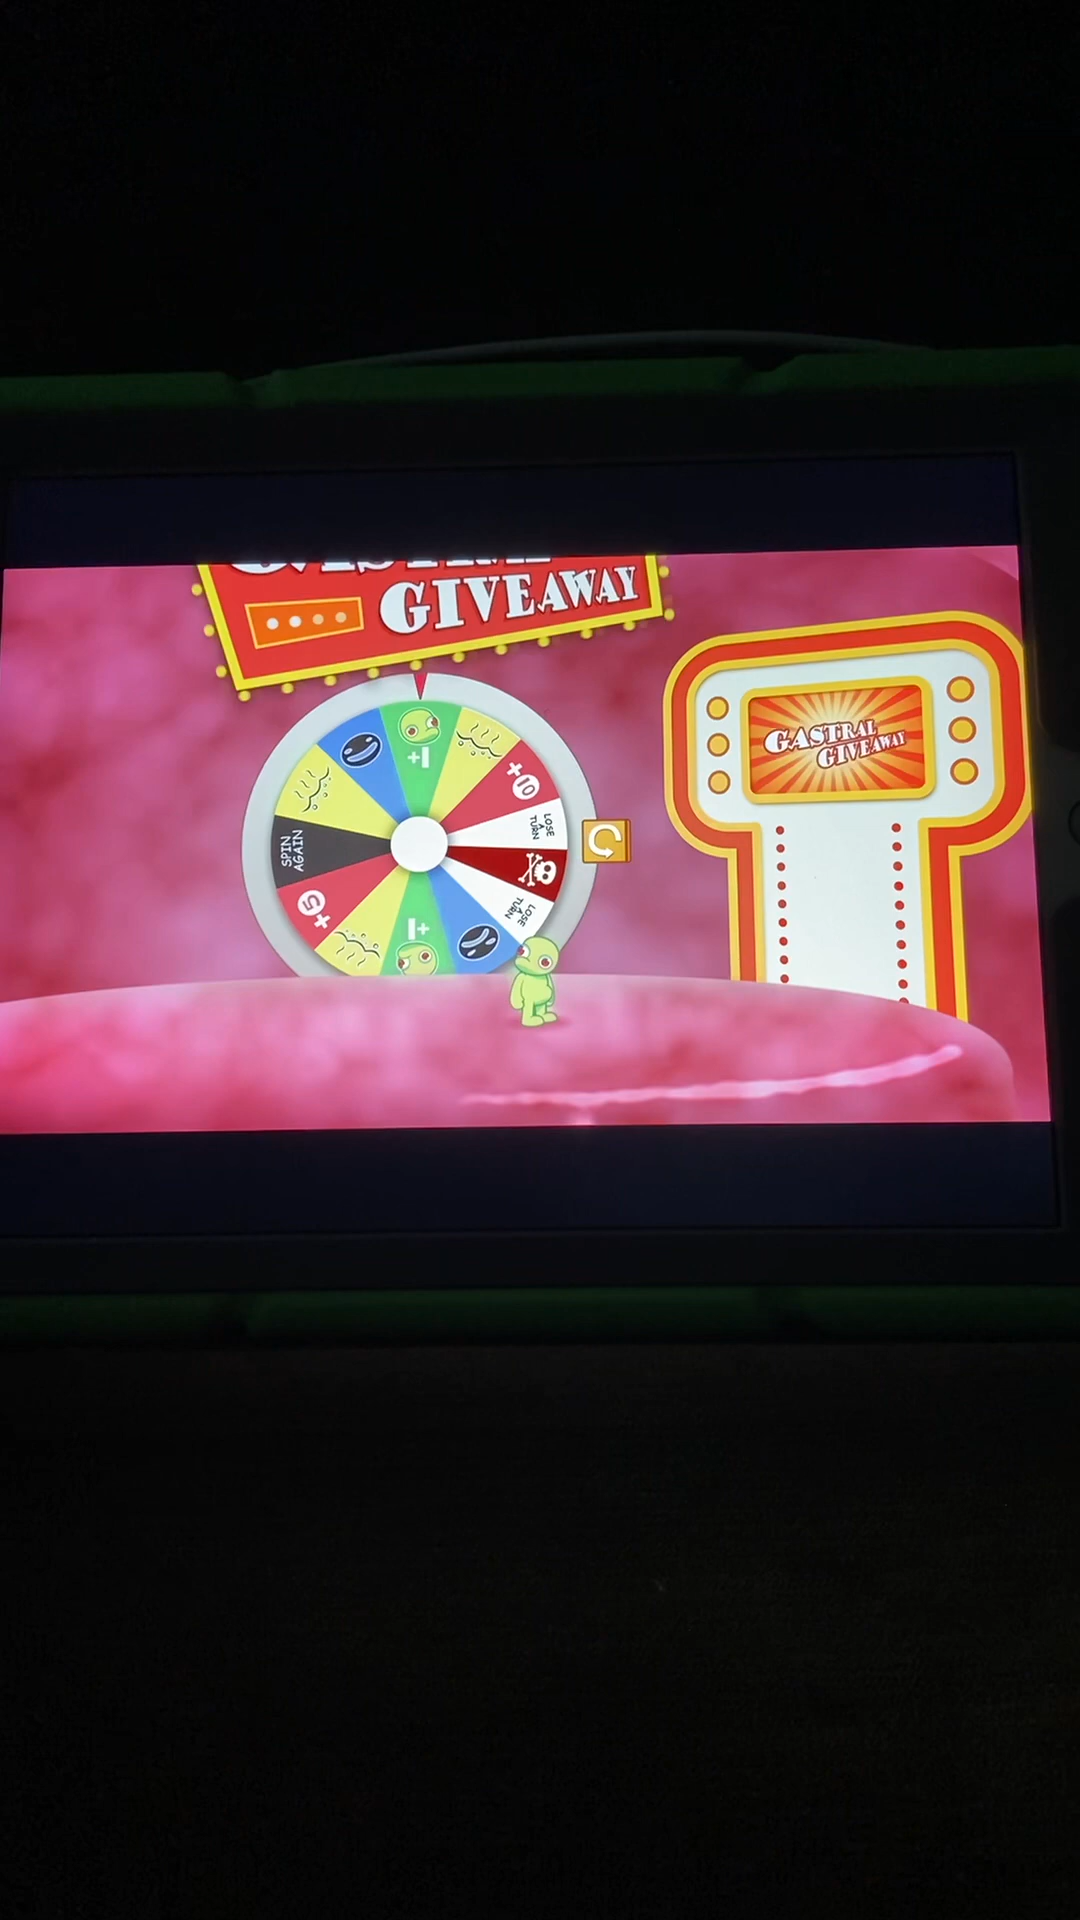 GIVEAWAY
+1
+10
LOSE
A
TURN
LOSE
A
TURN
+1
+5
SPIN
AGAIN
GASTRAL
GIVEAWAY